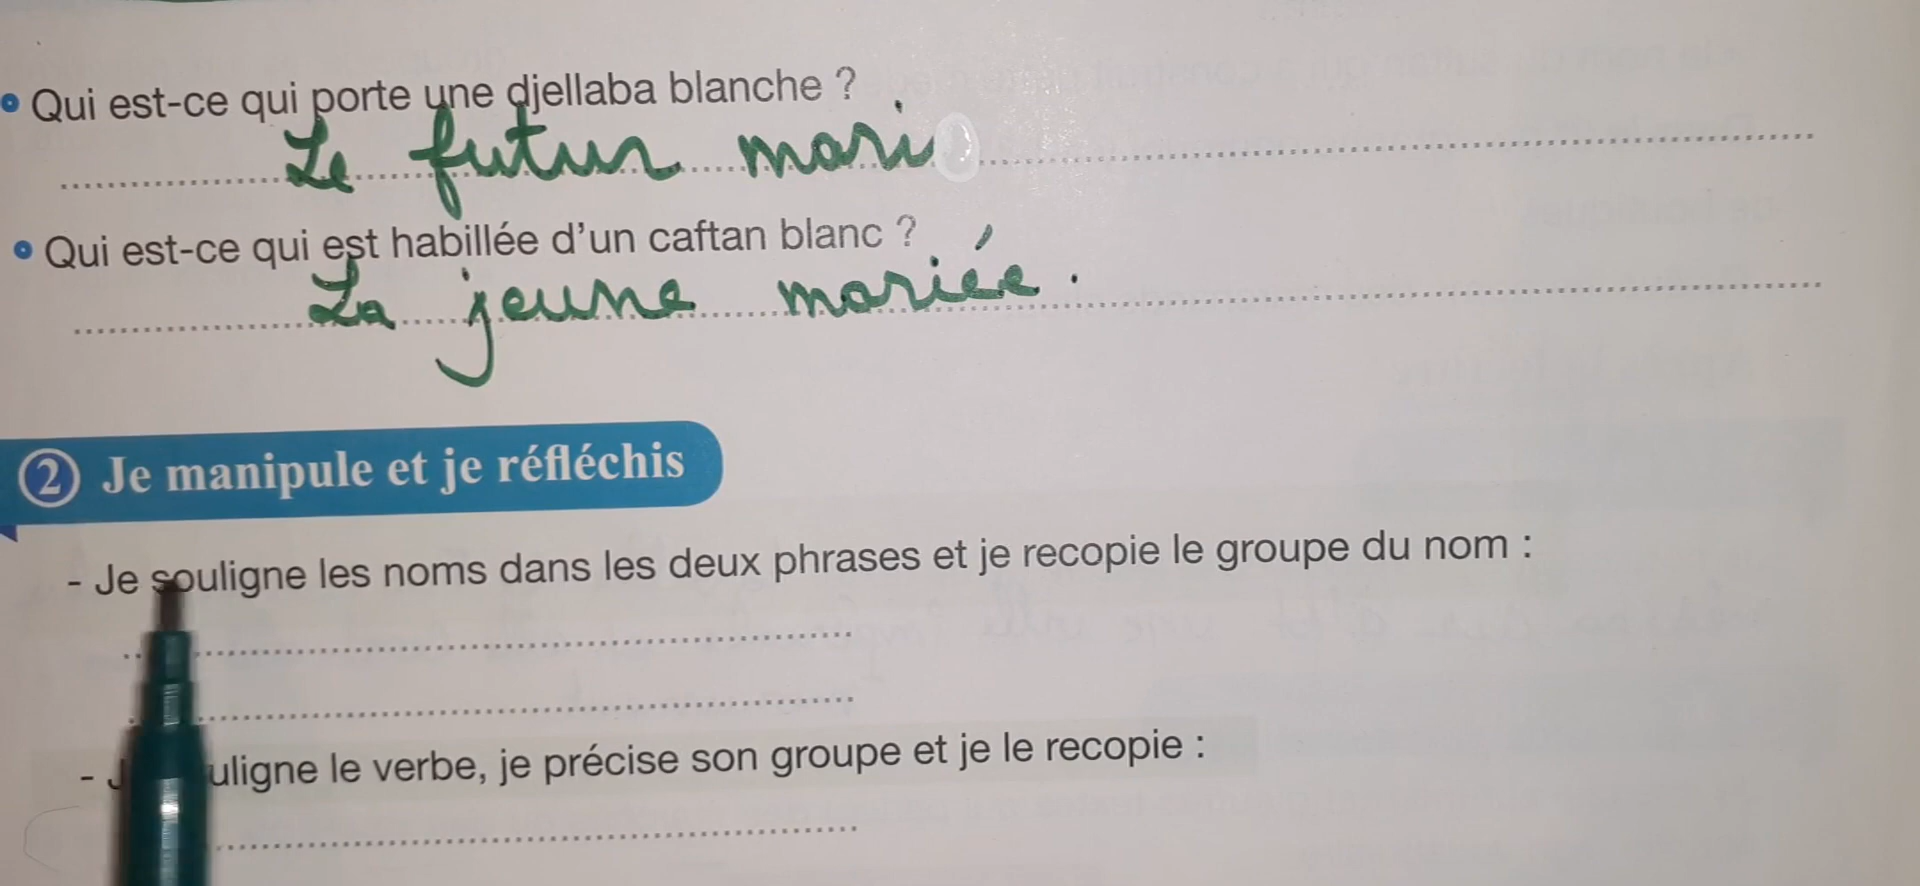 • Qui est-ce qui porte une djellaba blanche ?
Le futur mari
• Qui est-ce qui est habillée d'un caftan blanc ?
La jeune mariée.
2 Je manipule et je réfléchis
- Je souligne les noms dans les deux phrases et je recopie le groupe du nom :
- J uligne le verbe, je précise son groupe et je le recopie :